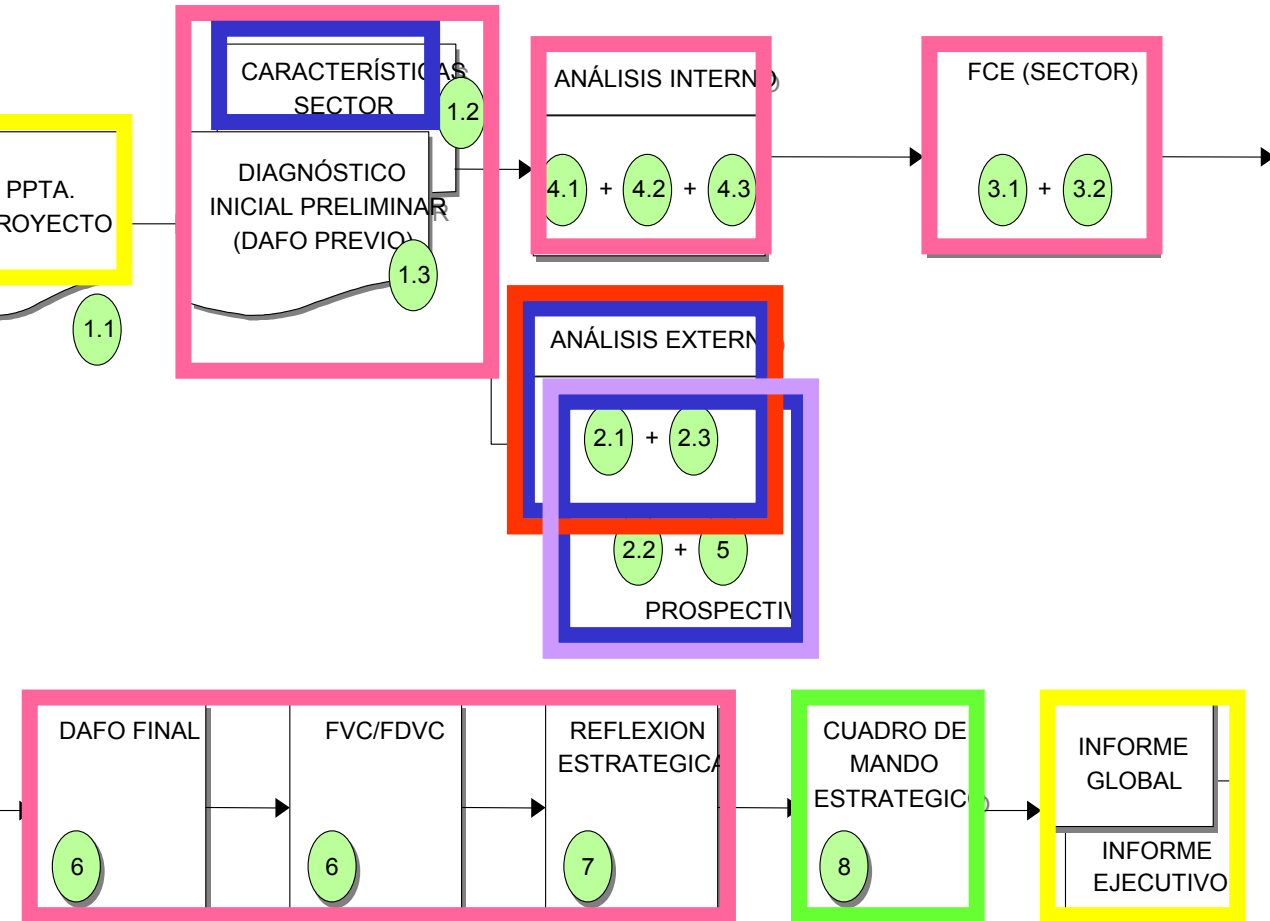 CARACTERÍSTICAS
SECTOR
1.2
PPTA.
ROYECTO
1.1
DIAGNÓSTICO
INICIAL PRELIMINAR
(DAFO PREVIO)
1.3
ANÁLISIS INTERNO
4.1 + 4.2 + 4.3
FCE (SECTOR)
3.1 + 3.2
ANÁLISIS EXTERN
2.1 + 2.3
2.2 + 5
PROSPECTIV
DAFO FINAL
6
FVC/FDVC
6
REFLEXION
ESTRATEGICA
7
CUADRO DE
MANDO
ESTRATEGICO
8
INFORME
GLOBAL
INFORME
EJECUTIVO